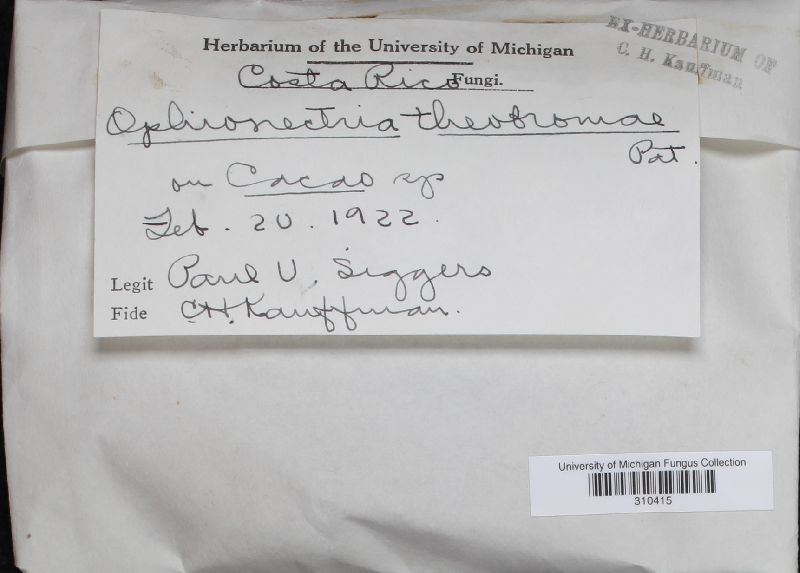 Herbarium of the University of Michigan
Costa Rica Fungi.
EX-HERBARIUM OF
C. H. Kauffman
Ophionectria theobromae
Pat.
on Cacao sp
Feb. 20. 1922.
Legit Paul V. Siggers
Fide C.H. Kauffman.
University of Michigan Fungus Collection
310415